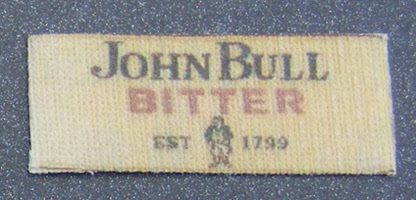 JOHN BULL
BITTER
EST 1799